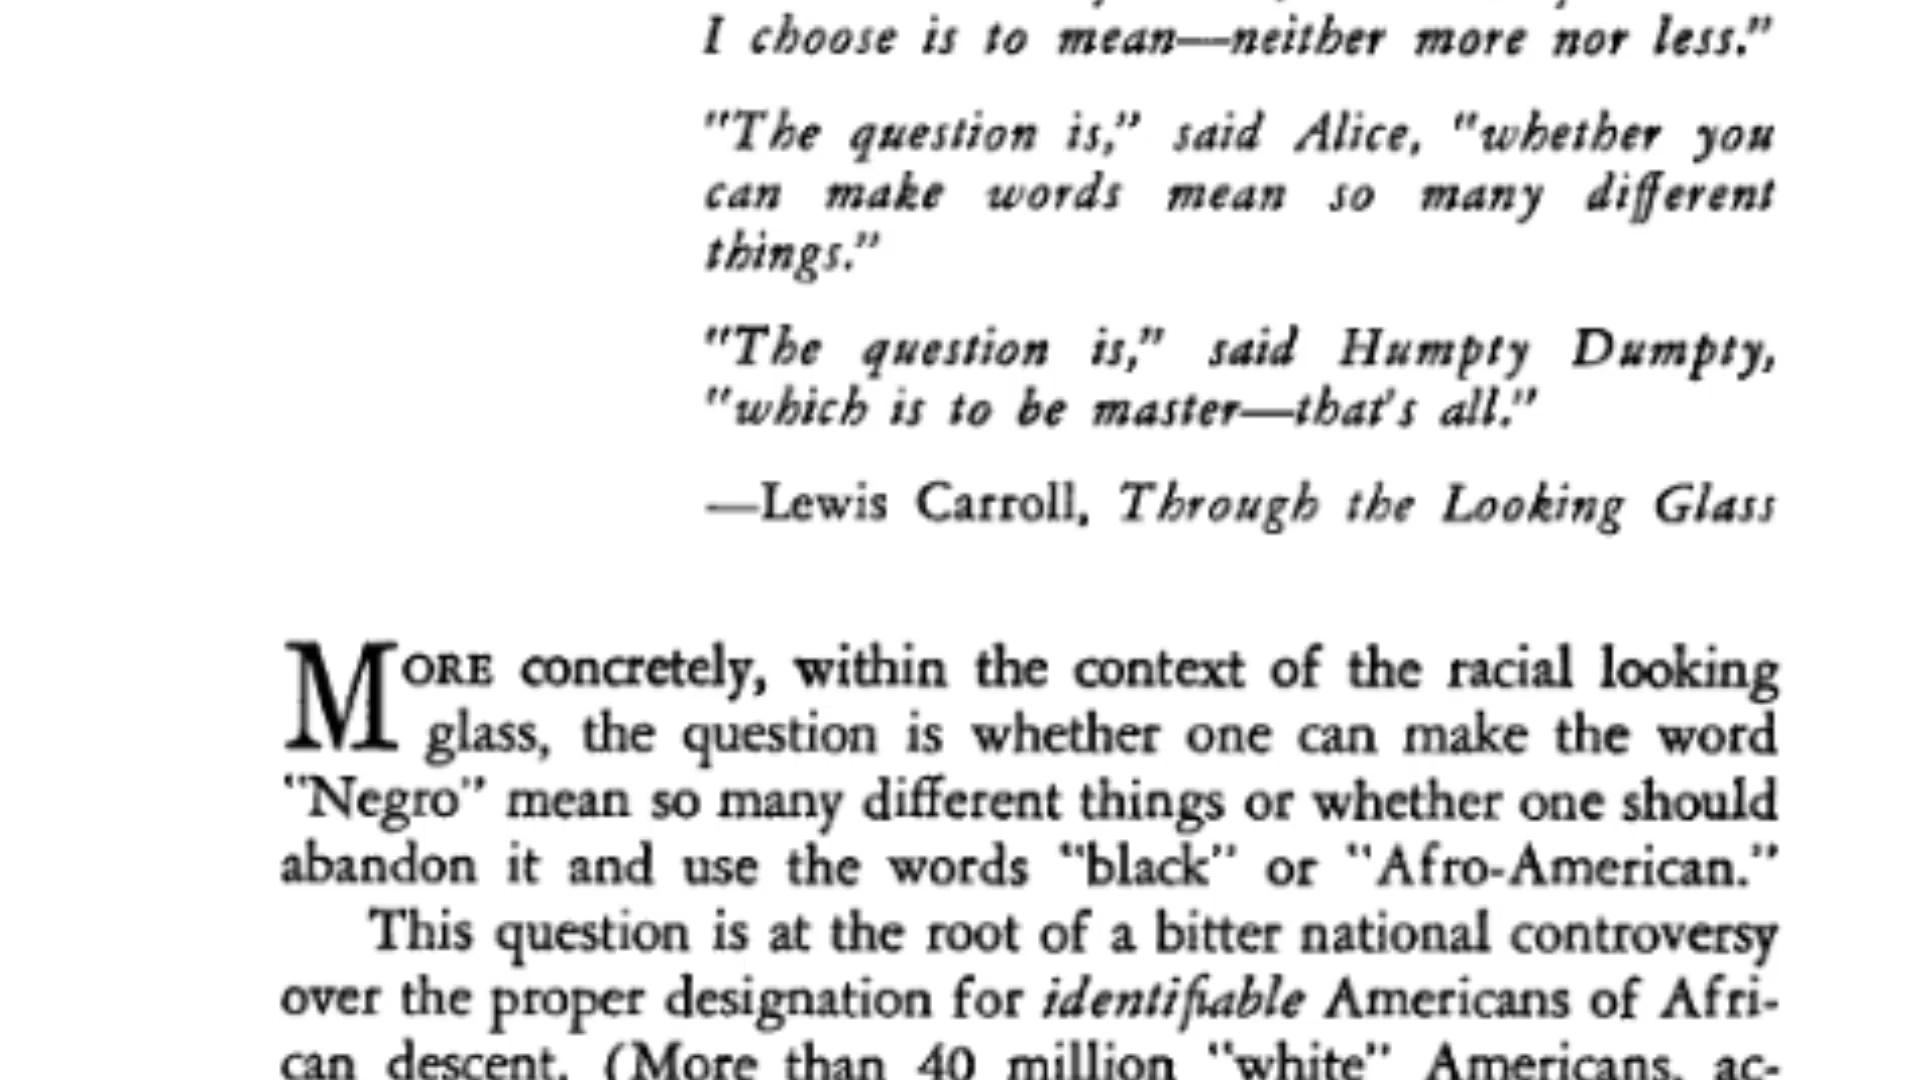 I choose is to mean—neither more nor less."
"The question is," said Alice, "whether you
can make words mean so many different
things."
"The question is," said Humpty Dumpty,
"which is to be master—that's all."
—Lewis Carroll, Through the Looking Glass
MORE concretely, within the context of the racial looking
glass, the question is whether one can make the word
"Negro" mean so many different things or whether one should
abandon it and use the words "black" or "Afro-American."
This question is at the root of a bitter national controversy
over the proper designation for identifiable Americans of Afri-
can descent. (More than 40 million "white" Americans, ac-